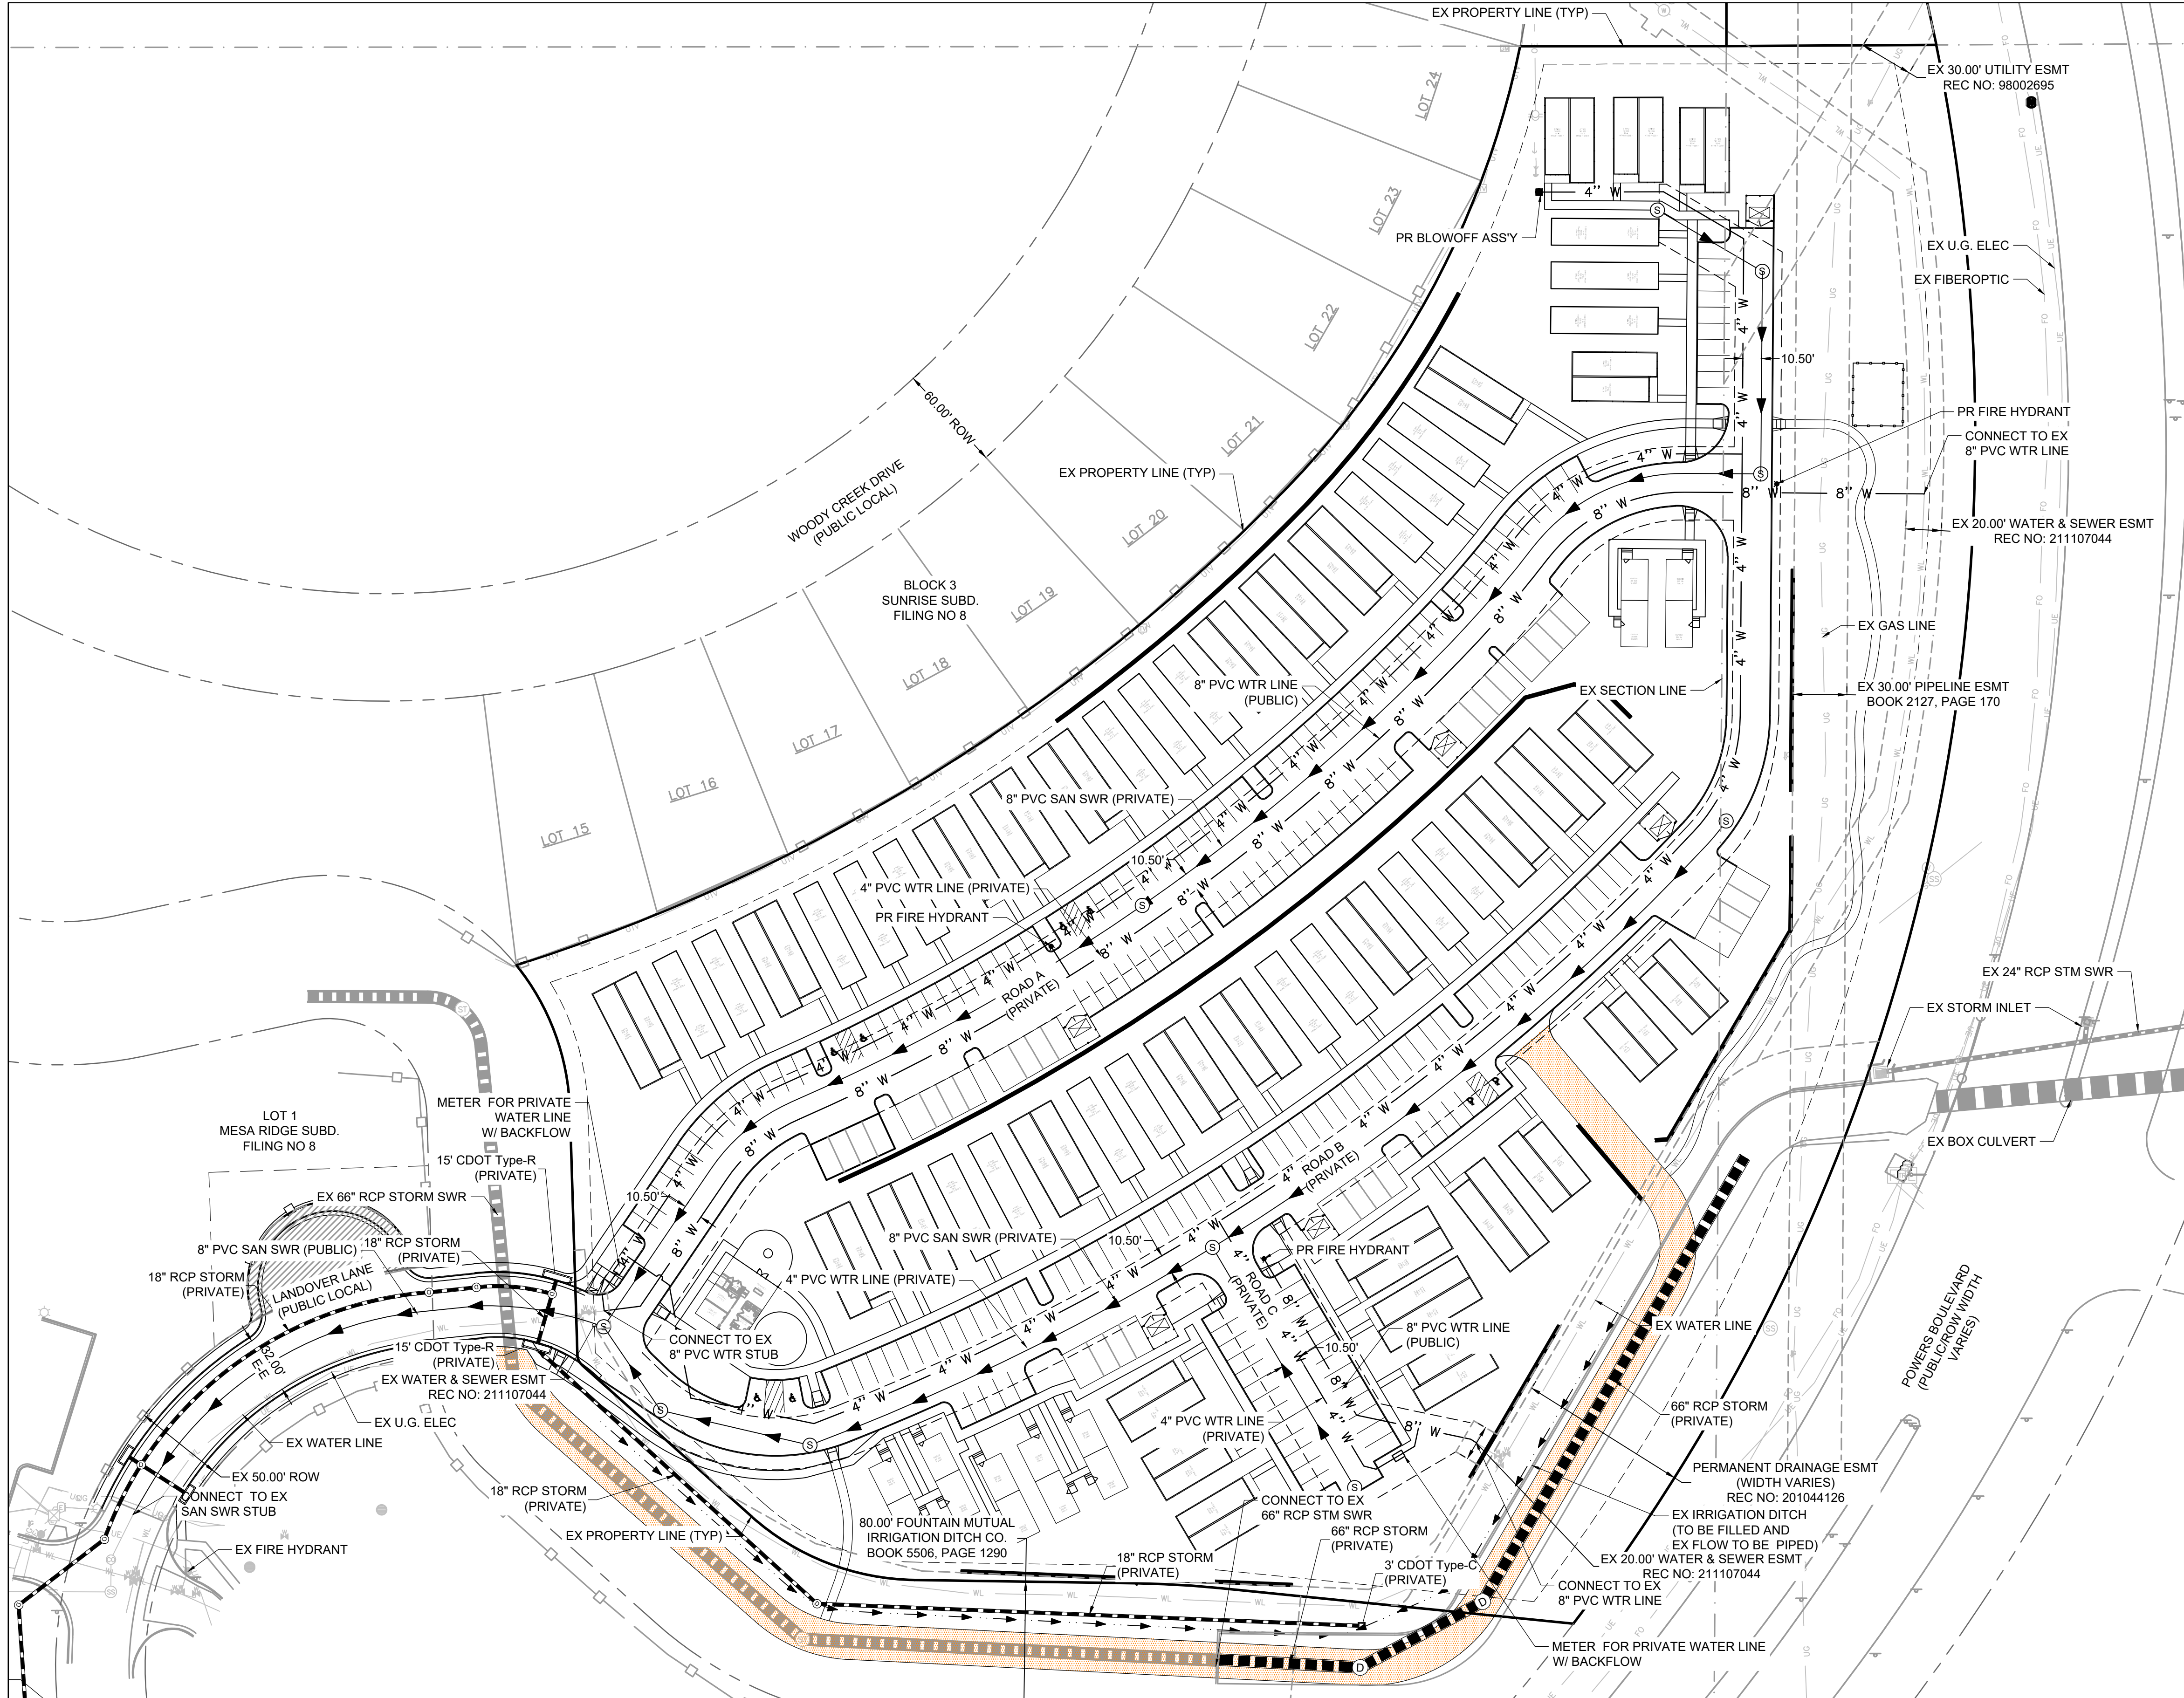 EX PROPERTY LINE (TYP)
EX 30.00' UTILITY ESMT
REC NO: 98002695
LOT 24
LOT 23
LOT 22
LOT 21
LOT 20
LOT 19
LOT 18
LOT 17
LOT 16
LOT 15
4'' W
PR BLOWOFF ASS'Y
EX U.G. ELEC
EX FIBEROPTIC
10.50'
60.00' ROW
WOODY CREEK DRIVE
(PUBLIC LOCAL)
EX PROPERTY LINE (TYP)
BLOCK 3
SUNRISE SUBD.
FILING NO 8
PR FIRE HYDRANT
CONNECT TO EX
8" PVC WTR LINE
8'' W
8'' W
EX 20.00' WATER & SEWER ESMT
REC NO: 211107044
EX GAS LINE
EX SECTION LINE
EX 30.00' PIPELINE ESMT
BOOK 2127, PAGE 170
8" PVC WTR LINE
(PUBLIC)
8" PVC SAN SWR (PRIVATE)
10.50'
4" PVC WTR LINE (PRIVATE)
PR FIRE HYDRANT
ROAD A
(PRIVATE)
EX 24" RCP STM SWR
EX STORM INLET
EX BOX CULVERT
METER FOR PRIVATE
WATER LINE
W/ BACKFLOW
LOT 1
MESA RIDGE SUBD.
FILING NO 8
15' CDOT Type-R
(PRIVATE)
EX 66" RCP STORM SWR
10.50'
8" PVC SAN SWR (PUBLIC)
18" RCP STORM
(PRIVATE)
18" RCP STORM
(PRIVATE)
LANDOVER LANE
(PUBLIC LOCAL)
ROAD B
(PRIVATE)
8" PVC SAN SWR (PRIVATE)
10.50'
PR FIRE HYDRANT
4" PVC WTR LINE (PRIVATE)
ROAD C
(PRIVATE)
CONNECT TO EX
8" PVC WTR STUB
15' CDOT Type-R
(PRIVATE)
32.00'
E-E
EX WATER & SEWER ESMT
REC NO: 211107044
EX U.G. ELEC
EX WATER LINE
EX 50.00' ROW
CONNECT TO EX
SAN SWR STUB
EX FIRE HYDRANT
8" PVC WTR LINE
(PUBLIC)
10.50'
EX WATER LINE
POWERS BOULEVARD
(PUBLIC/ROW WIDTH
VARIES)
66" RCP STORM
(PRIVATE)
4" PVC WTR LINE
(PRIVATE)
8'' W
PERMANENT DRAINAGE ESMT
(WIDTH VARIES)
REC NO: 201044126
18" RCP STORM
(PRIVATE)
EX PROPERTY LINE (TYP)
80.00' FOUNTAIN MUTUAL
IRRIGATION DITCH CO.
BOOK 5506, PAGE 1290
CONNECT TO EX
66" RCP STM SWR
66" RCP STORM
(PRIVATE)
EX IRRIGATION DITCH
(TO BE FILLED AND
EX FLOW TO BE PIPED)
18" RCP STORM
(PRIVATE)
3' CDOT Type-C
(PRIVATE)
EX 20.00' WATER & SEWER ESMT
REC NO: 211107044
CONNECT TO EX
8" PVC WTR LINE
METER FOR PRIVATE WATER LINE
W/ BACKFLOW